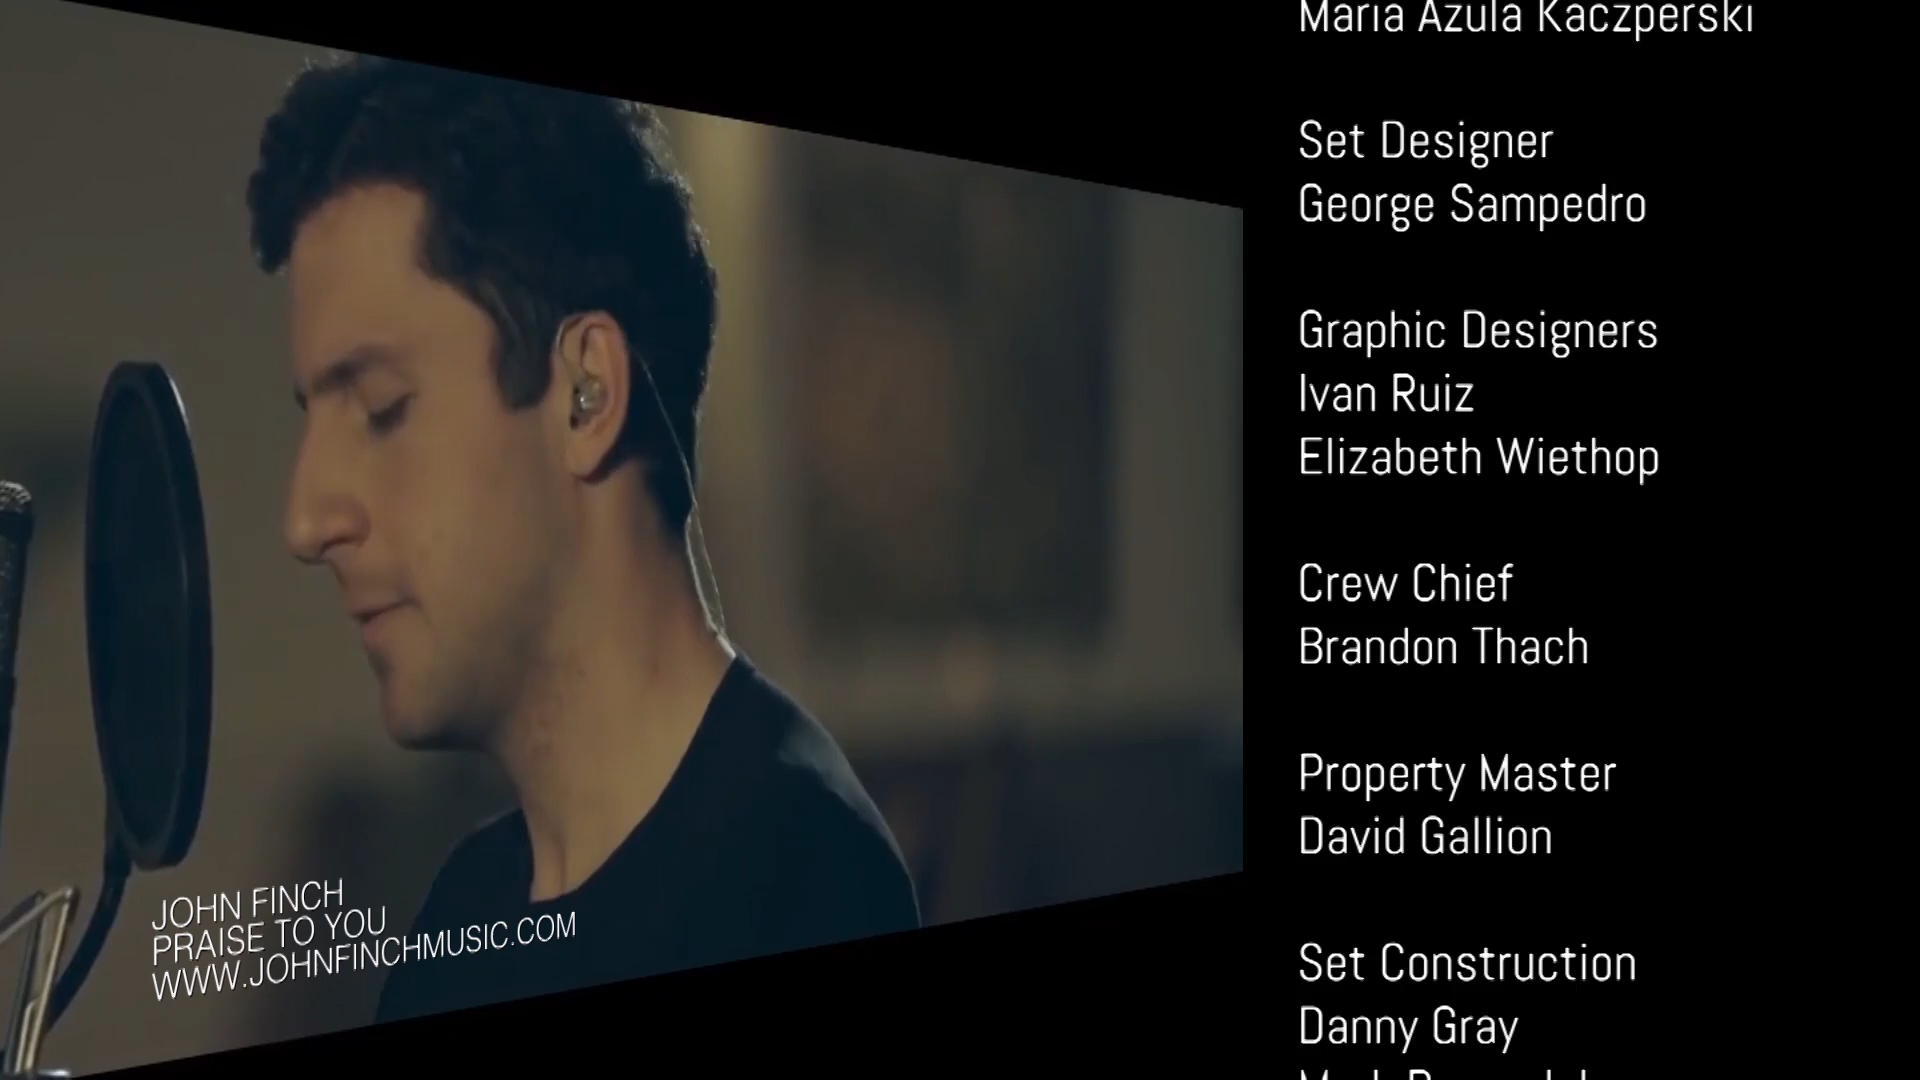 JOHN FINCH
PRAISE TO YOU
WWW.JOHNFINCHMUSIC.COM
Maria Azula Kaczperski
Set Designer
George Sampedro
Graphic Designers
Ivan Ruiz
Elizabeth Wiethop
Crew Chief
Brandon Thach
Property Master
David Gallion
Set Construction
Danny Gray